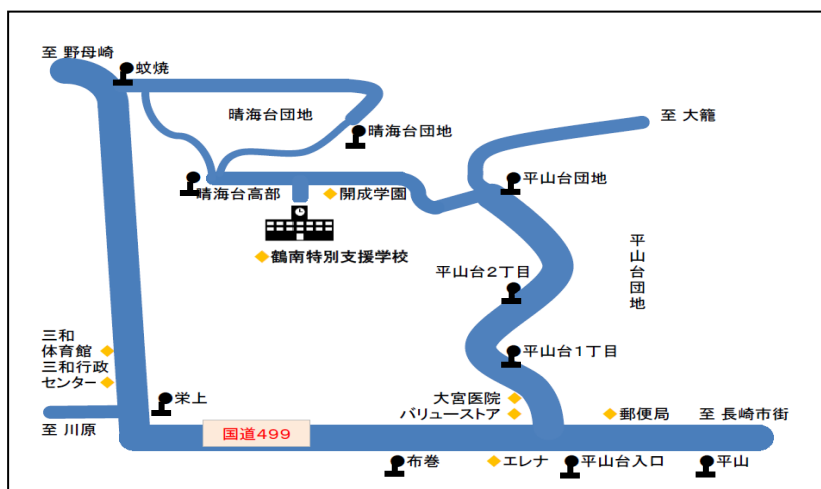 至 野母崎
蚊焼
晴海台団地
晴海台団地
至 大籠
晴海台高部
開成学園
平山台団地
鶴南特別支援学校
平山台団地
平山台2丁目
三和
体育館
三和行政
センター
平山台1丁目
栄上
大宮医院
バリューストア
郵便局
至 長崎市街
至 川原
国道499
布巻
エレナ
平山台入口
平山